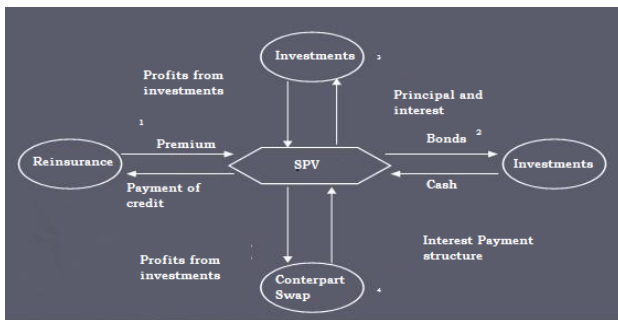 Investments
3
Profits from
investments
Principal and
interest
1
Premium
Bonds 2
Reinsurance
SPV
Investments
Payment of
credit
Cash
Profits from
investments
Interest Payment
structure
Conterpart
Swap
4